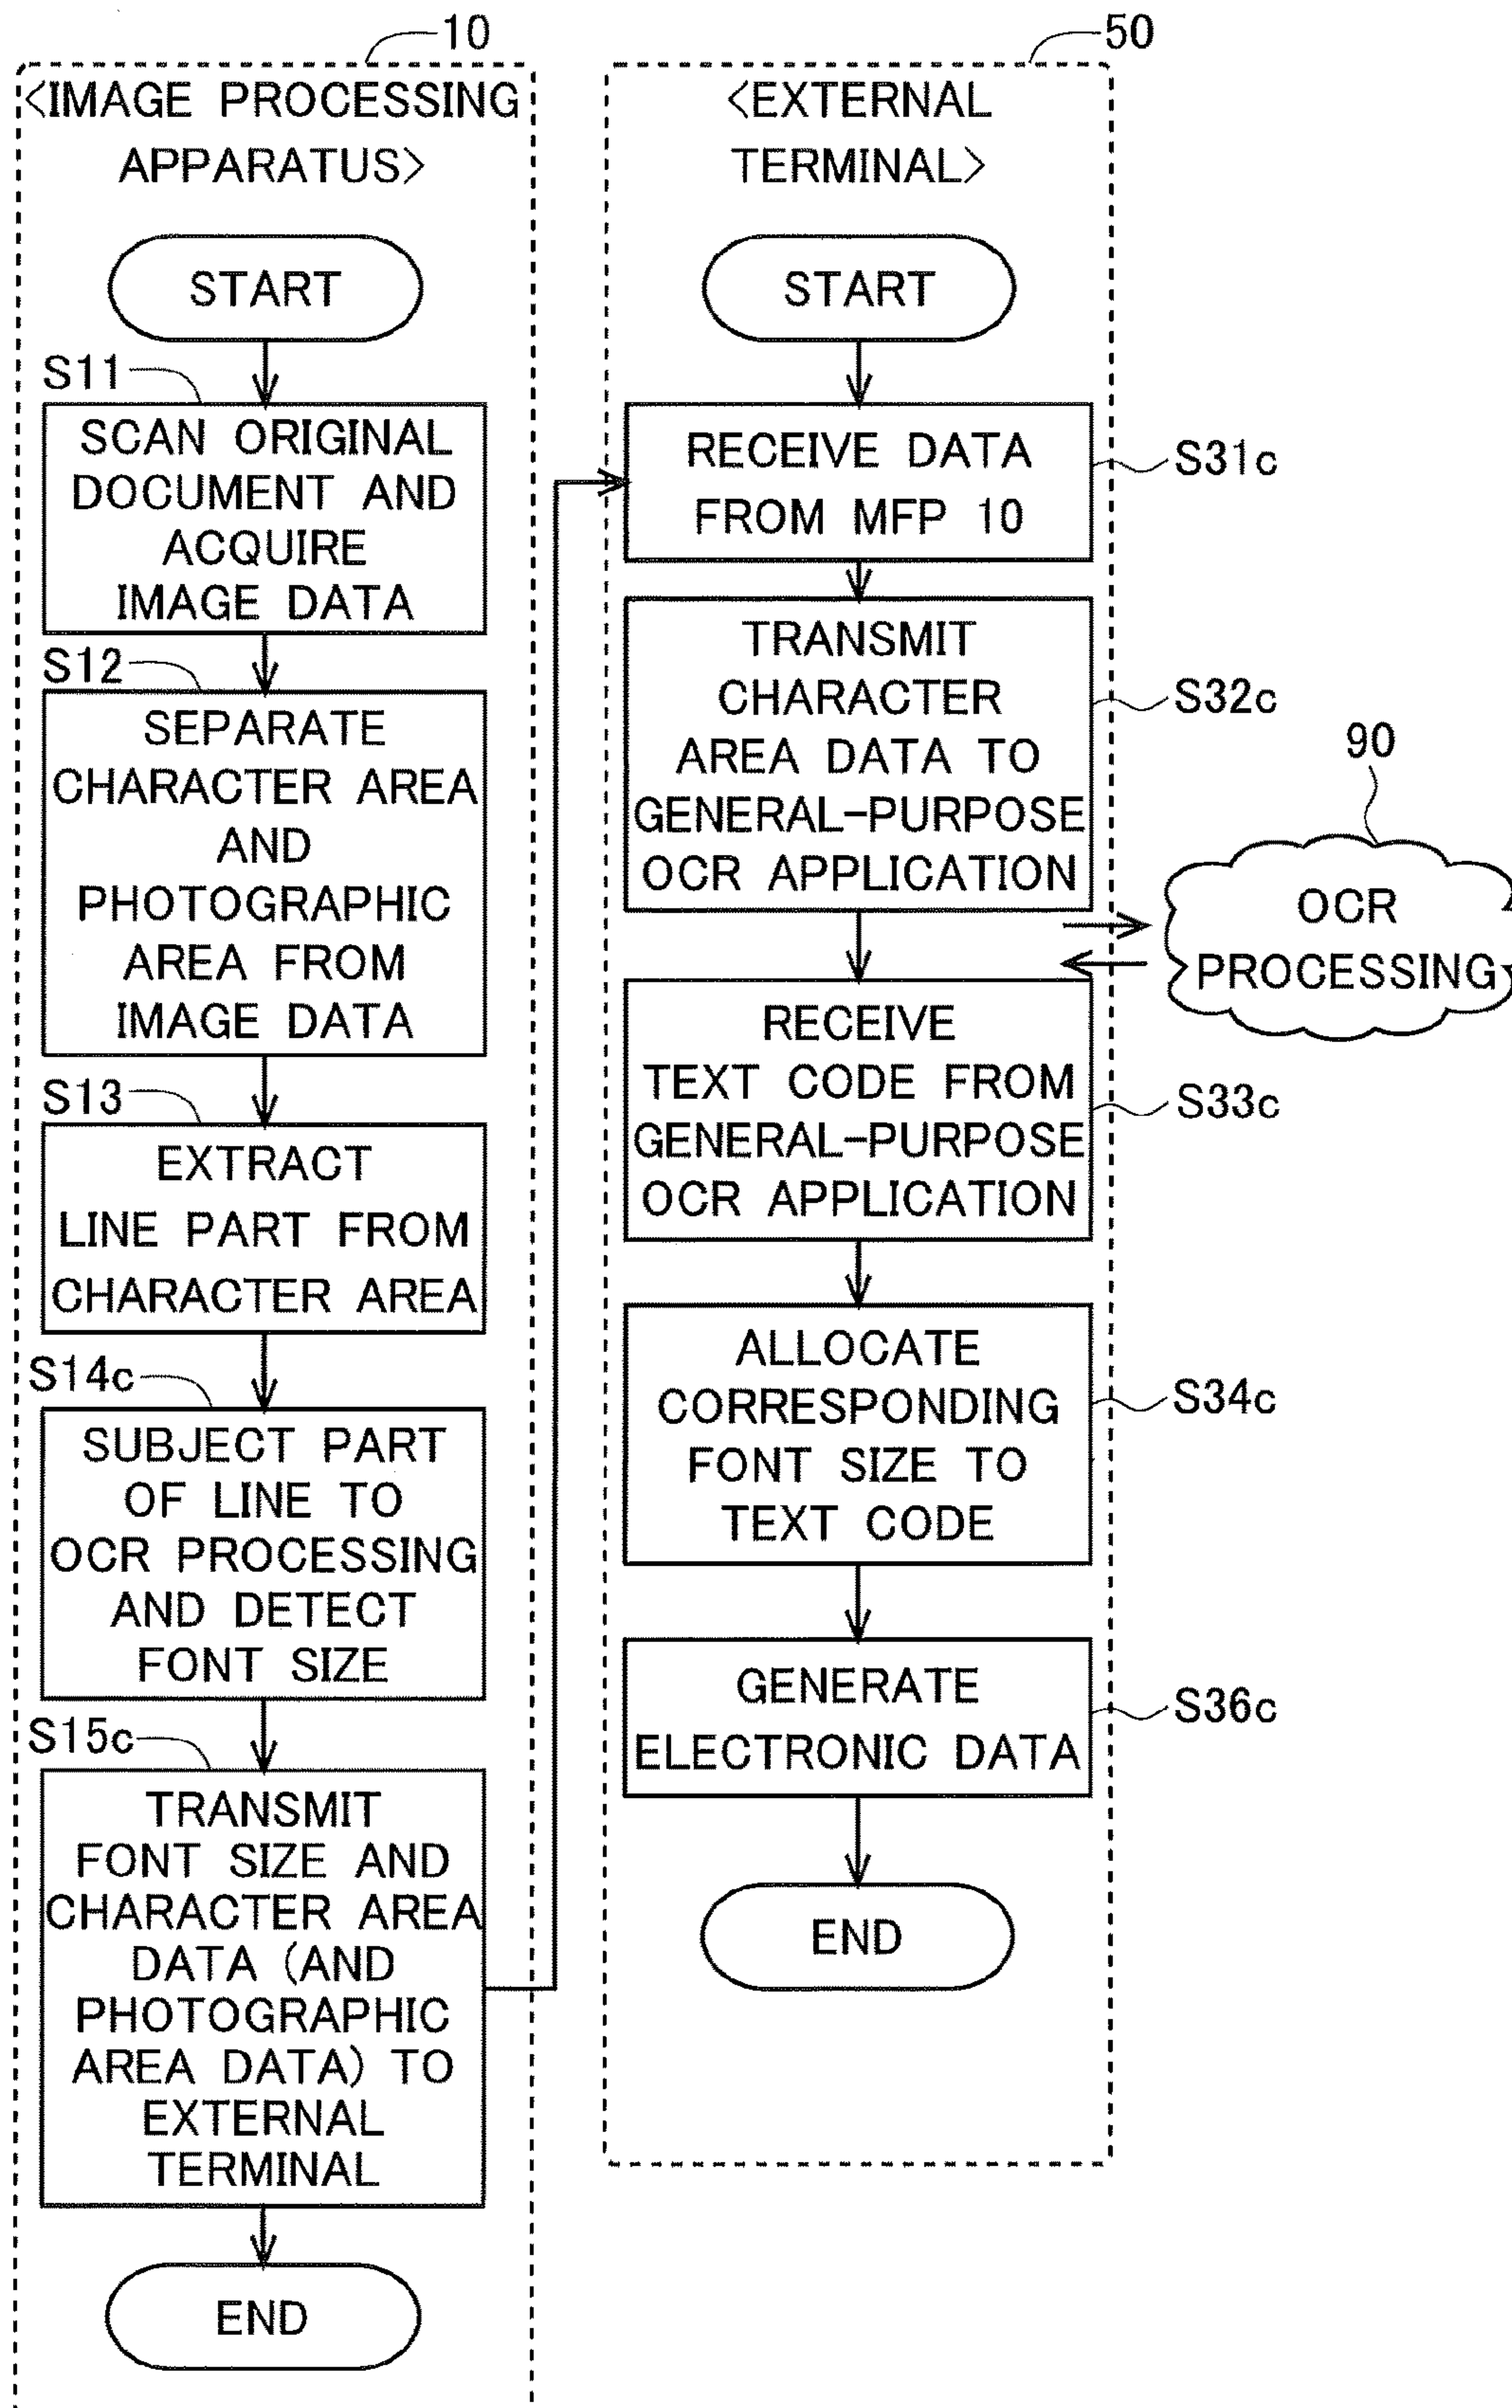 10
<IMAGE PROCESSING
APPARATUS>
START
S11
SCAN ORIGINAL
DOCUMENT AND
ACQUIRE
IMAGE DATA
S12
SEPARATE
CHARACTER AREA
AND
PHOTOGRAPHIC
AREA FROM
IMAGE DATA
S13
EXTRACT
LINE PART FROM
CHARACTER AREA
S14c
SUBJECT PART
OF LINE TO
OCR PROCESSING
AND DETECT
FONT SIZE
S15c
TRANSMIT
FONT SIZE AND
CHARACTER AREA
DATA (AND
PHOTOGRAPHIC
AREA DATA) TO
EXTERNAL
TERMINAL
END
50
<EXTERNAL
TERMINAL>
START
RECEIVE DATA
FROM MFP 10
S31c
TRANSMIT
CHARACTER
AREA DATA TO
GENERAL-PURPOSE
OCR APPLICATION
S32c
90
OCR
PROCESSING
RECEIVE
TEXT CODE FROM
GENERAL-PURPOSE
OCR APPLICATION
S33c
ALLOCATE
CORRESPONDING
FONT SIZE TO
TEXT CODE
S34c
GENERATE
ELECTRONIC DATA
S36c
END